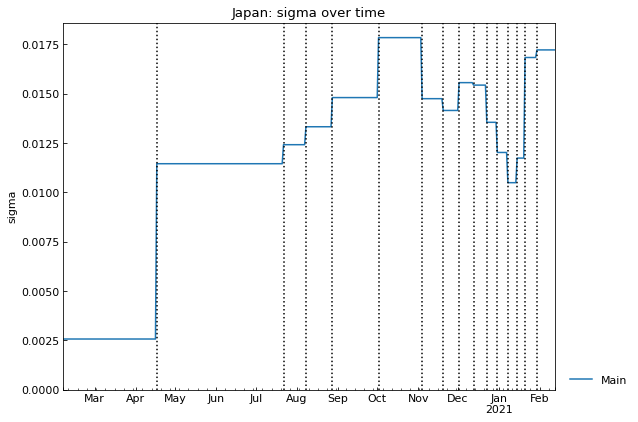 Japan: sigma over time
sigma
0.0175
0.0150
0.0125
0.0100
0.0075
0.0050
0.0025
0.0000
Mar Apr May Jun Jul Aug Sep Oct Nov Dec Jan Feb
2021
Main